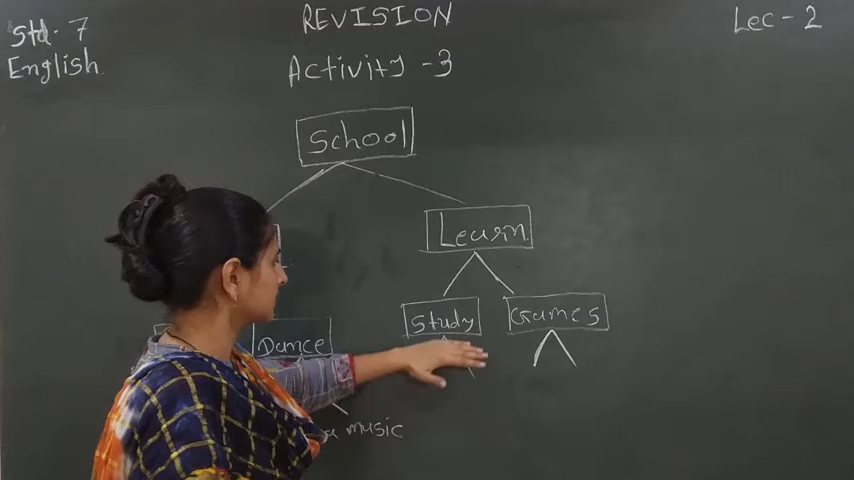 Std. 7
REVISION
Lec - 2
English
Activity - 3
School
Learn
Study
Games
Dance
music